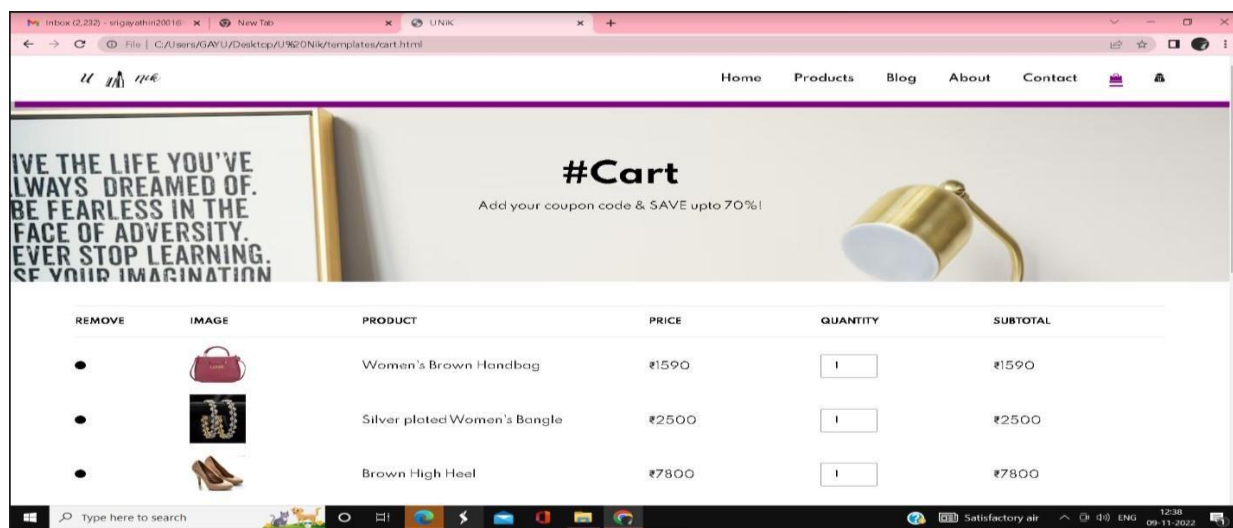 Inbox (2,232) - srigayathiri20016 New Tab UNiK
File | C:/Users/GAYU/Desktop/U%20Nik/templates/cart.html
U nik Home Products Blog About Contact
IVE THE LIFE YOU'VE
LWAYS DREAMED OF.
BE FEARLESS IN THE
FACE OF ADVERSITY.
EVER STOP LEARNING.
SE YOUR IMAGINATION
#Cart
Add your coupon code & SAVE upto 70%!
REMOVE IMAGE PRODUCT PRICE QUANTITY SUBTOTAL
Women's Brown Handbag ₹1590 1 ₹1590
Silver plated Women's Bangle ₹2500 1 ₹2500
Brown High Heel ₹7800 1 ₹7800
Type here to search Satisfactory air ENG 12:38
09-11-2022